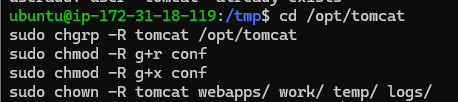 ubuntu@ip-172-31-18-119:/tmp$ cd /opt/tomcat
sudo chgrp -R tomcat /opt/tomcat
sudo chmod -R g+r conf
sudo chmod -R g+x conf
sudo chown -R tomcat webapps/ work/ temp/ logs/